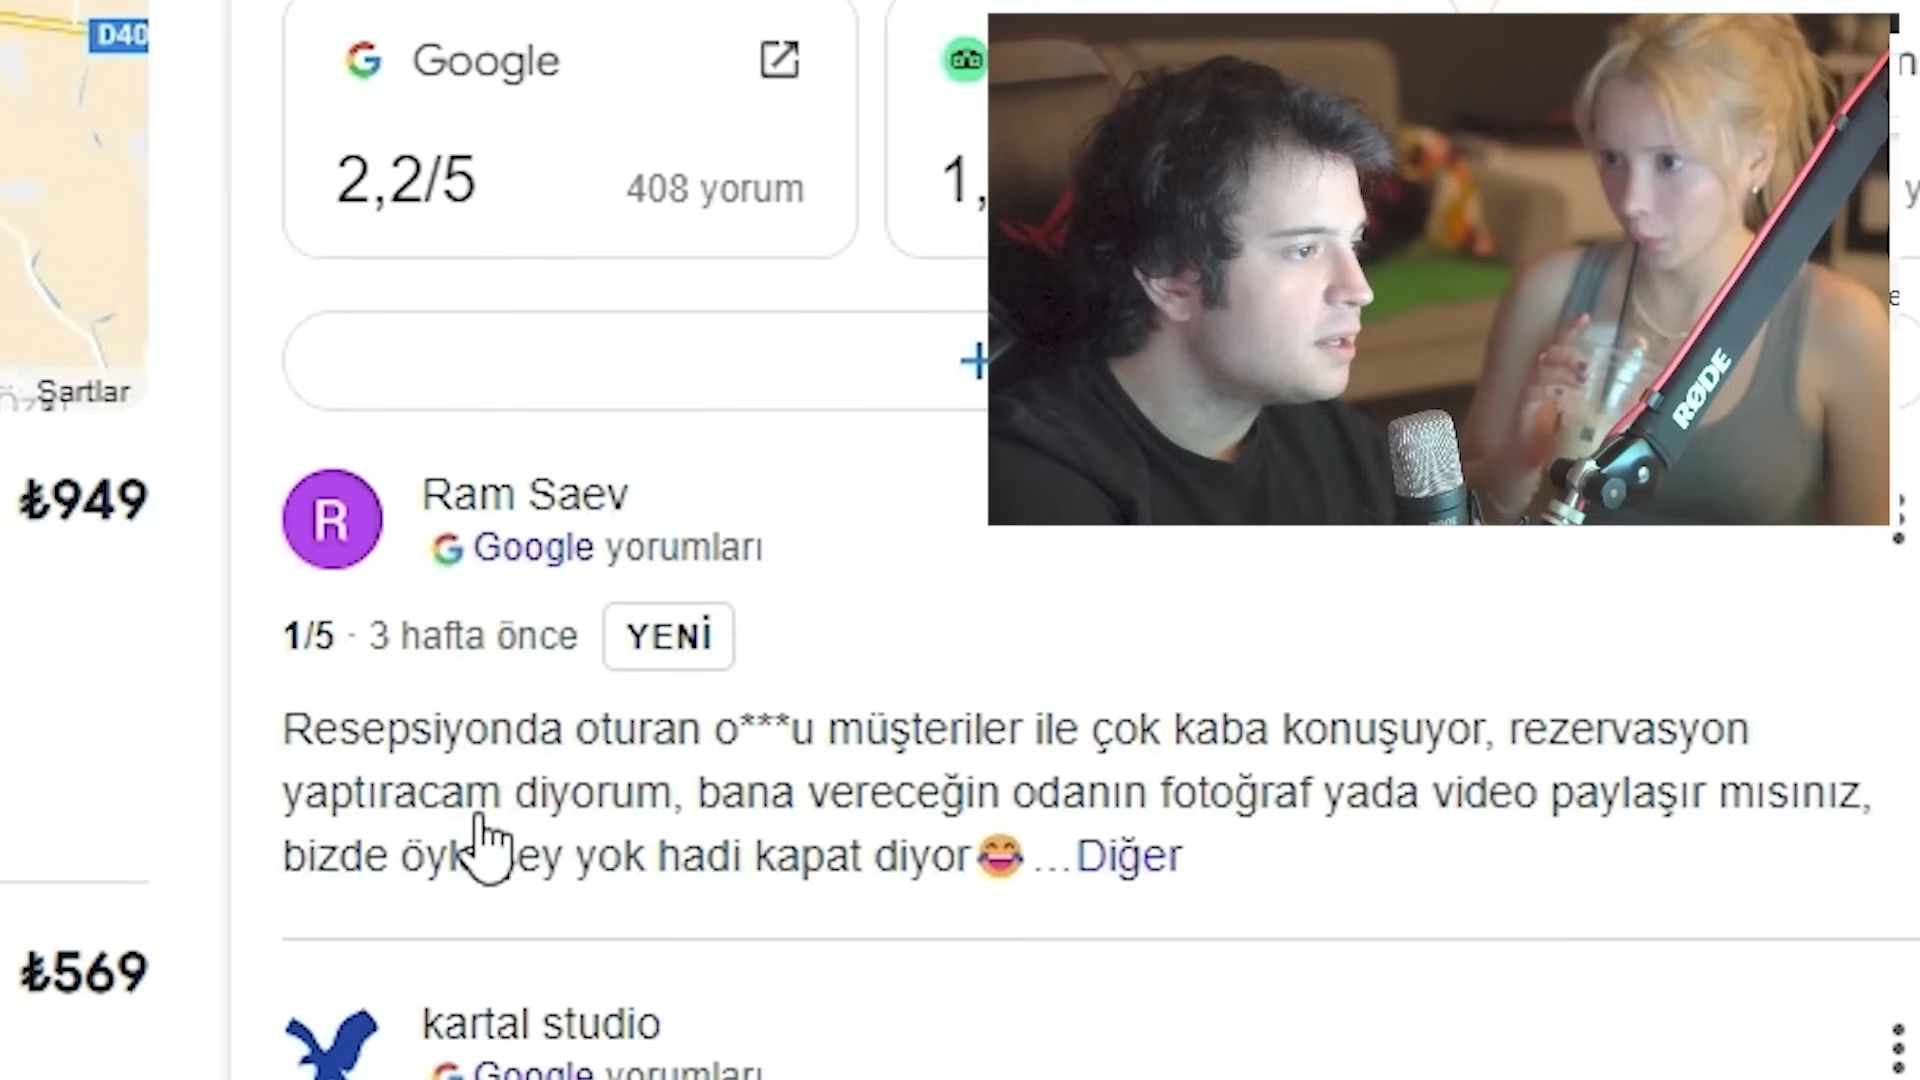 D40
Google
2,2/5
408 yorum
1,
n
y
e
+
Şartlar
RØDE
₺949
R
Ram Saev
Google yorumları
1/5 · 3 hafta önce
YENİ
Resepsiyonda oturan o***u müşteriler ile çok kaba konuşuyor, rezervasyon
yaptıracam diyorum, bana vereceğin odanın fotoğraf yada video paylaşır mısınız,
bizde yok hadi kapat diyor😂 ...Diğer
₺569
kartal studio
Google yorumları